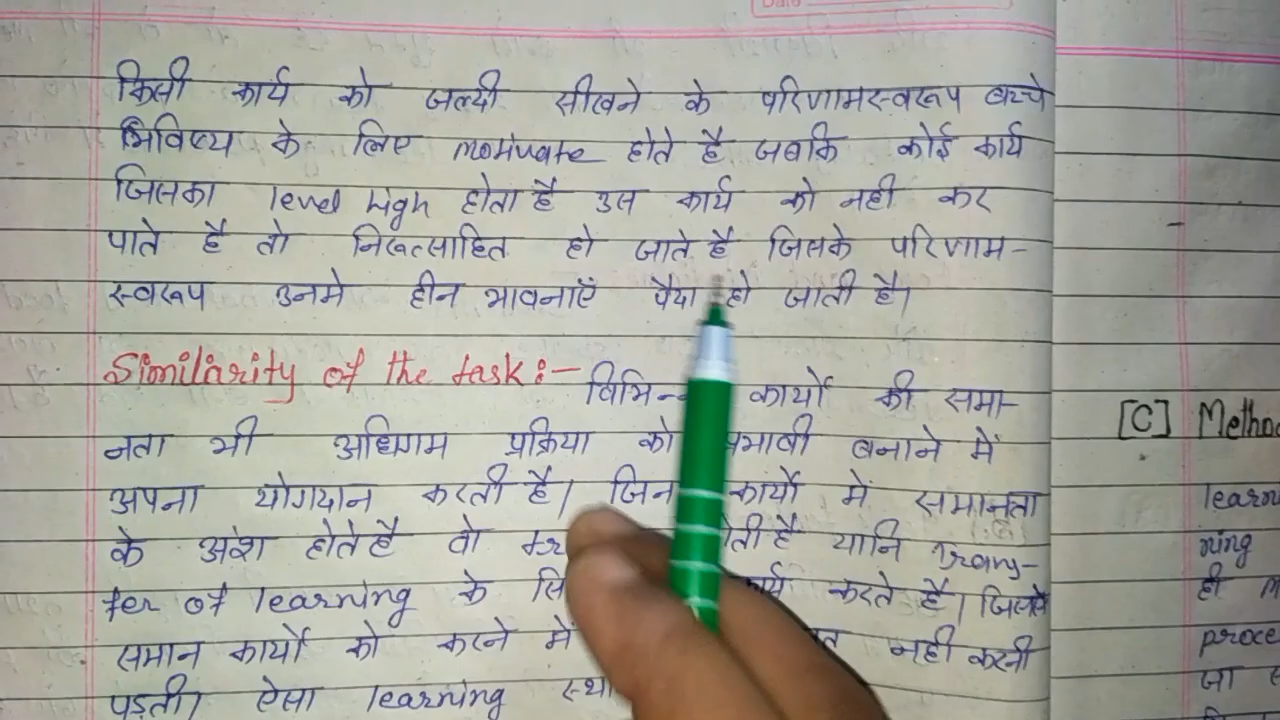 किसी कार्य को जल्दी सीखने के परिणामस्वरूप बच्चे
भविष्य के लिए motivate होते है जबकि कोई कार्य
जिसका level high होता है उस कार्य को नही कर
पाते है तो निरूत्साहित हो जाते है जिसके परिणाम-
स्वरूप उनमे हीन भावनाएँ पैदा हो जाती है।
Similarity of the task:- विभिन्न कार्यो की समा-
नता भी अधिगम प्रक्रिया को प्रभावी बनाने में
अपना योगदान करती है। जिन कार्यो में समानता
के अंश होते है वो होती है यानि Trans-
fer of learning के कार्य करते है। जिससे
समान कार्यो को करने में नही करनी
पड़ती। ऐसा learning
[C] Method
learn
ning
ही
proce
जा